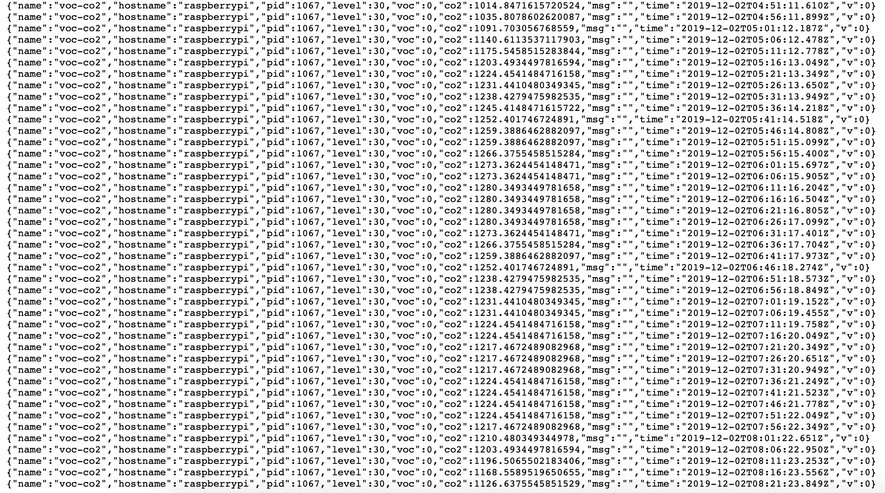 {"name":"voc-co2","hostname":"raspberrypi","pid":1067,"level":30,"voc":0,"co2":1014.8471615720524,"msg":"","time":"2019-12-02T04:51:11.610Z","v":0}
{"name":"voc-co2","hostname":"raspberrypi","pid":1067,"level":30,"voc":0,"co2":1035.8078602620087,"msg":"","time":"2019-12-02T04:56:11.899Z","v":0}
{"name":"voc-co2","hostname":"raspberrypi","pid":1067,"level":30,"voc":0,"co2":1091.703056768559,"msg":"","time":"2019-12-02T05:01:12.187Z","v":0}
{"name":"voc-co2","hostname":"raspberrypi","pid":1067,"level":30,"voc":0,"co2":1140.6113537117903,"msg":"","time":"2019-12-02T05:06:12.478Z","v":0}
{"name":"voc-co2","hostname":"raspberrypi","pid":1067,"level":30,"voc":0,"co2":1175.5458515283844,"msg":"","time":"2019-12-02T05:11:12.778Z","v":0}
{"name":"voc-co2","hostname":"raspberrypi","pid":1067,"level":30,"voc":0,"co2":1203.4934497816594,"msg":"","time":"2019-12-02T05:16:13.049Z","v":0}
{"name":"voc-co2","hostname":"raspberrypi","pid":1067,"level":30,"voc":0,"co2":1224.4541484716158,"msg":"","time":"2019-12-02T05:21:13.349Z","v":0}
{"name":"voc-co2","hostname":"raspberrypi","pid":1067,"level":30,"voc":0,"co2":1231.4410480349345,"msg":"","time":"2019-12-02T05:26:13.650Z","v":0}
{"name":"voc-co2","hostname":"raspberrypi","pid":1067,"level":30,"voc":0,"co2":1238.4279475982535,"msg":"","time":"2019-12-02T05:31:13.949Z","v":0}
{"name":"voc-co2","hostname":"raspberrypi","pid":1067,"level":30,"voc":0,"co2":1245.4148471615722,"msg":"","time":"2019-12-02T05:36:14.218Z","v":0}
{"name":"voc-co2","hostname":"raspberrypi","pid":1067,"level":30,"voc":0,"co2":1252.401746724891,"msg":"","time":"2019-12-02T05:41:14.518Z","v":0}
{"name":"voc-co2","hostname":"raspberrypi","pid":1067,"level":30,"voc":0,"co2":1259.3886462882097,"msg":"","time":"2019-12-02T05:46:14.808Z","v":0}
{"name":"voc-co2","hostname":"raspberrypi","pid":1067,"level":30,"voc":0,"co2":1259.3886462882097,"msg":"","time":"2019-12-02T05:51:15.099Z","v":0}
{"name":"voc-co2","hostname":"raspberrypi","pid":1067,"level":30,"voc":0,"co2":1266.3755458515284,"msg":"","time":"2019-12-02T05:56:15.400Z","v":0}
{"name":"voc-co2","hostname":"raspberrypi","pid":1067,"level":30,"voc":0,"co2":1273.3624454148471,"msg":"","time":"2019-12-02T06:01:15.697Z","v":0}
{"name":"voc-co2","hostname":"raspberrypi","pid":1067,"level":30,"voc":0,"co2":1273.3624454148471,"msg":"","time":"2019-12-02T06:06:15.905Z","v":0}
{"name":"voc-co2","hostname":"raspberrypi","pid":1067,"level":30,"voc":0,"co2":1280.3493449781658,"msg":"","time":"2019-12-02T06:11:16.204Z","v":0}
{"name":"voc-co2","hostname":"raspberrypi","pid":1067,"level":30,"voc":0,"co2":1280.3493449781658,"msg":"","time":"2019-12-02T06:16:16.504Z","v":0}
{"name":"voc-co2","hostname":"raspberrypi","pid":1067,"level":30,"voc":0,"co2":1280.3493449781658,"msg":"","time":"2019-12-02T06:21:16.805Z","v":0}
{"name":"voc-co2","hostname":"raspberrypi","pid":1067,"level":30,"voc":0,"co2":1280.3493449781658,"msg":"","time":"2019-12-02T06:26:17.099Z","v":0}
{"name":"voc-co2","hostname":"raspberrypi","pid":1067,"level":30,"voc":0,"co2":1273.3624454148471,"msg":"","time":"2019-12-02T06:31:17.401Z","v":0}
{"name":"voc-co2","hostname":"raspberrypi","pid":1067,"level":30,"voc":0,"co2":1266.3755458515284,"msg":"","time":"2019-12-02T06:36:17.704Z","v":0}
{"name":"voc-co2","hostname":"raspberrypi","pid":1067,"level":30,"voc":0,"co2":1259.3886462882097,"msg":"","time":"2019-12-02T06:41:17.973Z","v":0}
{"name":"voc-co2","hostname":"raspberrypi","pid":1067,"level":30,"voc":0,"co2":1252.401746724891,"msg":"","time":"2019-12-02T06:46:18.274Z","v":0}
{"name":"voc-co2","hostname":"raspberrypi","pid":1067,"level":30,"voc":0,"co2":1238.4279475982535,"msg":"","time":"2019-12-02T06:51:18.573Z","v":0}
{"name":"voc-co2","hostname":"raspberrypi","pid":1067,"level":30,"voc":0,"co2":1238.4279475982535,"msg":"","time":"2019-12-02T06:56:18.849Z","v":0}
{"name":"voc-co2","hostname":"raspberrypi","pid":1067,"level":30,"voc":0,"co2":1231.4410480349345,"msg":"","time":"2019-12-02T07:01:19.152Z","v":0}
{"name":"voc-co2","hostname":"raspberrypi","pid":1067,"level":30,"voc":0,"co2":1231.4410480349345,"msg":"","time":"2019-12-02T07:06:19.455Z","v":0}
{"name":"voc-co2","hostname":"raspberrypi","pid":1067,"level":30,"voc":0,"co2":1224.4541484716158,"msg":"","time":"2019-12-02T07:11:19.758Z","v":0}
{"name":"voc-co2","hostname":"raspberrypi","pid":1067,"level":30,"voc":0,"co2":1224.4541484716158,"msg":"","time":"2019-12-02T07:16:20.049Z","v":0}
{"name":"voc-co2","hostname":"raspberrypi","pid":1067,"level":30,"voc":0,"co2":1217.4672489082968,"msg":"","time":"2019-12-02T07:21:20.349Z","v":0}
{"name":"voc-co2","hostname":"raspberrypi","pid":1067,"level":30,"voc":0,"co2":1217.4672489082968,"msg":"","time":"2019-12-02T07:26:20.651Z","v":0}
{"name":"voc-co2","hostname":"raspberrypi","pid":1067,"level":30,"voc":0,"co2":1217.4672489082968,"msg":"","time":"2019-12-02T07:31:20.949Z","v":0}
{"name":"voc-co2","hostname":"raspberrypi","pid":1067,"level":30,"voc":0,"co2":1224.4541484716158,"msg":"","time":"2019-12-02T07:36:21.249Z","v":0}
{"name":"voc-co2","hostname":"raspberrypi","pid":1067,"level":30,"voc":0,"co2":1224.4541484716158,"msg":"","time":"2019-12-02T07:41:21.523Z","v":0}
{"name":"voc-co2","hostname":"raspberrypi","pid":1067,"level":30,"voc":0,"co2":1224.4541484716158,"msg":"","time":"2019-12-02T07:46:21.778Z","v":0}
{"name":"voc-co2","hostname":"raspberrypi","pid":1067,"level":30,"voc":0,"co2":1224.4541484716158,"msg":"","time":"2019-12-02T07:51:22.049Z","v":0}
{"name":"voc-co2","hostname":"raspberrypi","pid":1067,"level":30,"voc":0,"co2":1217.4672489082968,"msg":"","time":"2019-12-02T07:56:22.349Z","v":0}
{"name":"voc-co2","hostname":"raspberrypi","pid":1067,"level":30,"voc":0,"co2":1210.480349344978,"msg":"","time":"2019-12-02T08:01:22.651Z","v":0}
{"name":"voc-co2","hostname":"raspberrypi","pid":1067,"level":30,"voc":0,"co2":1203.4934497816594,"msg":"","time":"2019-12-02T08:06:22.950Z","v":0}
{"name":"voc-co2","hostname":"raspberrypi","pid":1067,"level":30,"voc":0,"co2":1196.5065502183406,"msg":"","time":"2019-12-02T08:11:23.253Z","v":0}
{"name":"voc-co2","hostname":"raspberrypi","pid":1067,"level":30,"voc":0,"co2":1168.5589519650655,"msg":"","time":"2019-12-02T08:16:23.556Z","v":0}
{"name":"voc-co2","hostname":"raspberrypi","pid":1067,"level":30,"voc":0,"co2":1126.6375545851529,"msg":"","time":"2019-12-02T08:21:23.849Z","v":0}